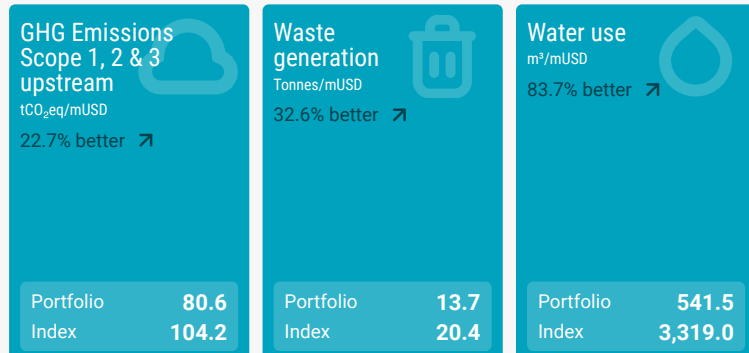 GHG Emissions
Scope 1, 2 & 3
upstream
tCO₂eq/mUSD
22.7% better
Portfolio 80.6
Index 104.2
Waste
generation
Tonnes/mUSD
32.6% better
Portfolio 13.7
Index 20.4
Water use
m³/mUSD
83.7% better
Portfolio 541.5
Index 3,319.0